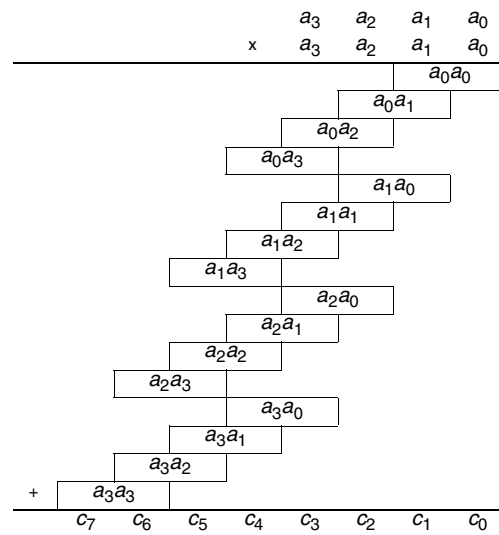 a₃ a₂ a₁ a₀
x a₃ a₂ a₁ a₀
a₀a₀
a₀a₁
a₀a₂
a₀a₃
a₁a₀
a₁a₁
a₁a₂
a₁a₃
a₂a₀
a₂a₁
a₂a₂
a₂a₃
a₃a₀
a₃a₁
a₃a₂
+ a₃a₃
c₇ c₆ c₅ c₄ c₃ c₂ c₁ c₀